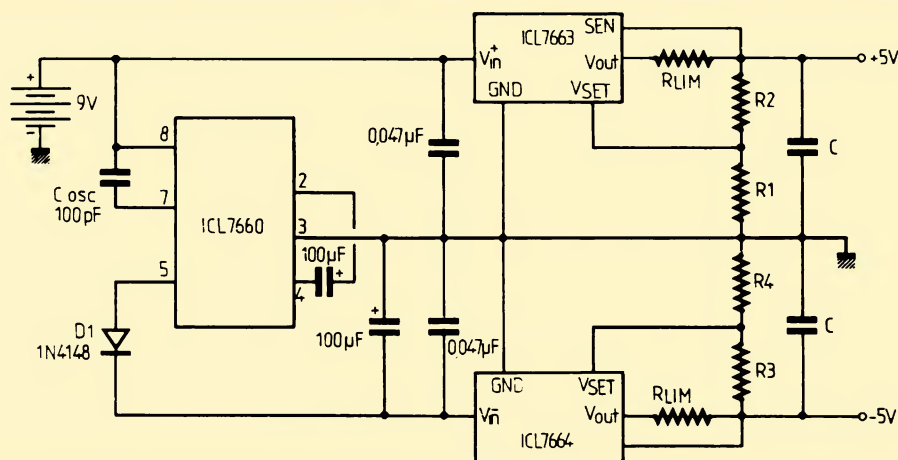 ICL7663
SEN
+
Vin
Vout
RLIM
+5V
GND
VSET
R2
+
9V
0,047µF
C
8
C osc
100pF
7
2
ICL7660
3
R1
100µF
+
4
5
R4
D1
1N4148
+
100µF
0,047µF
C
R3
GND
VSET
Vin
Vout
RLIM
-5V
ICL7664